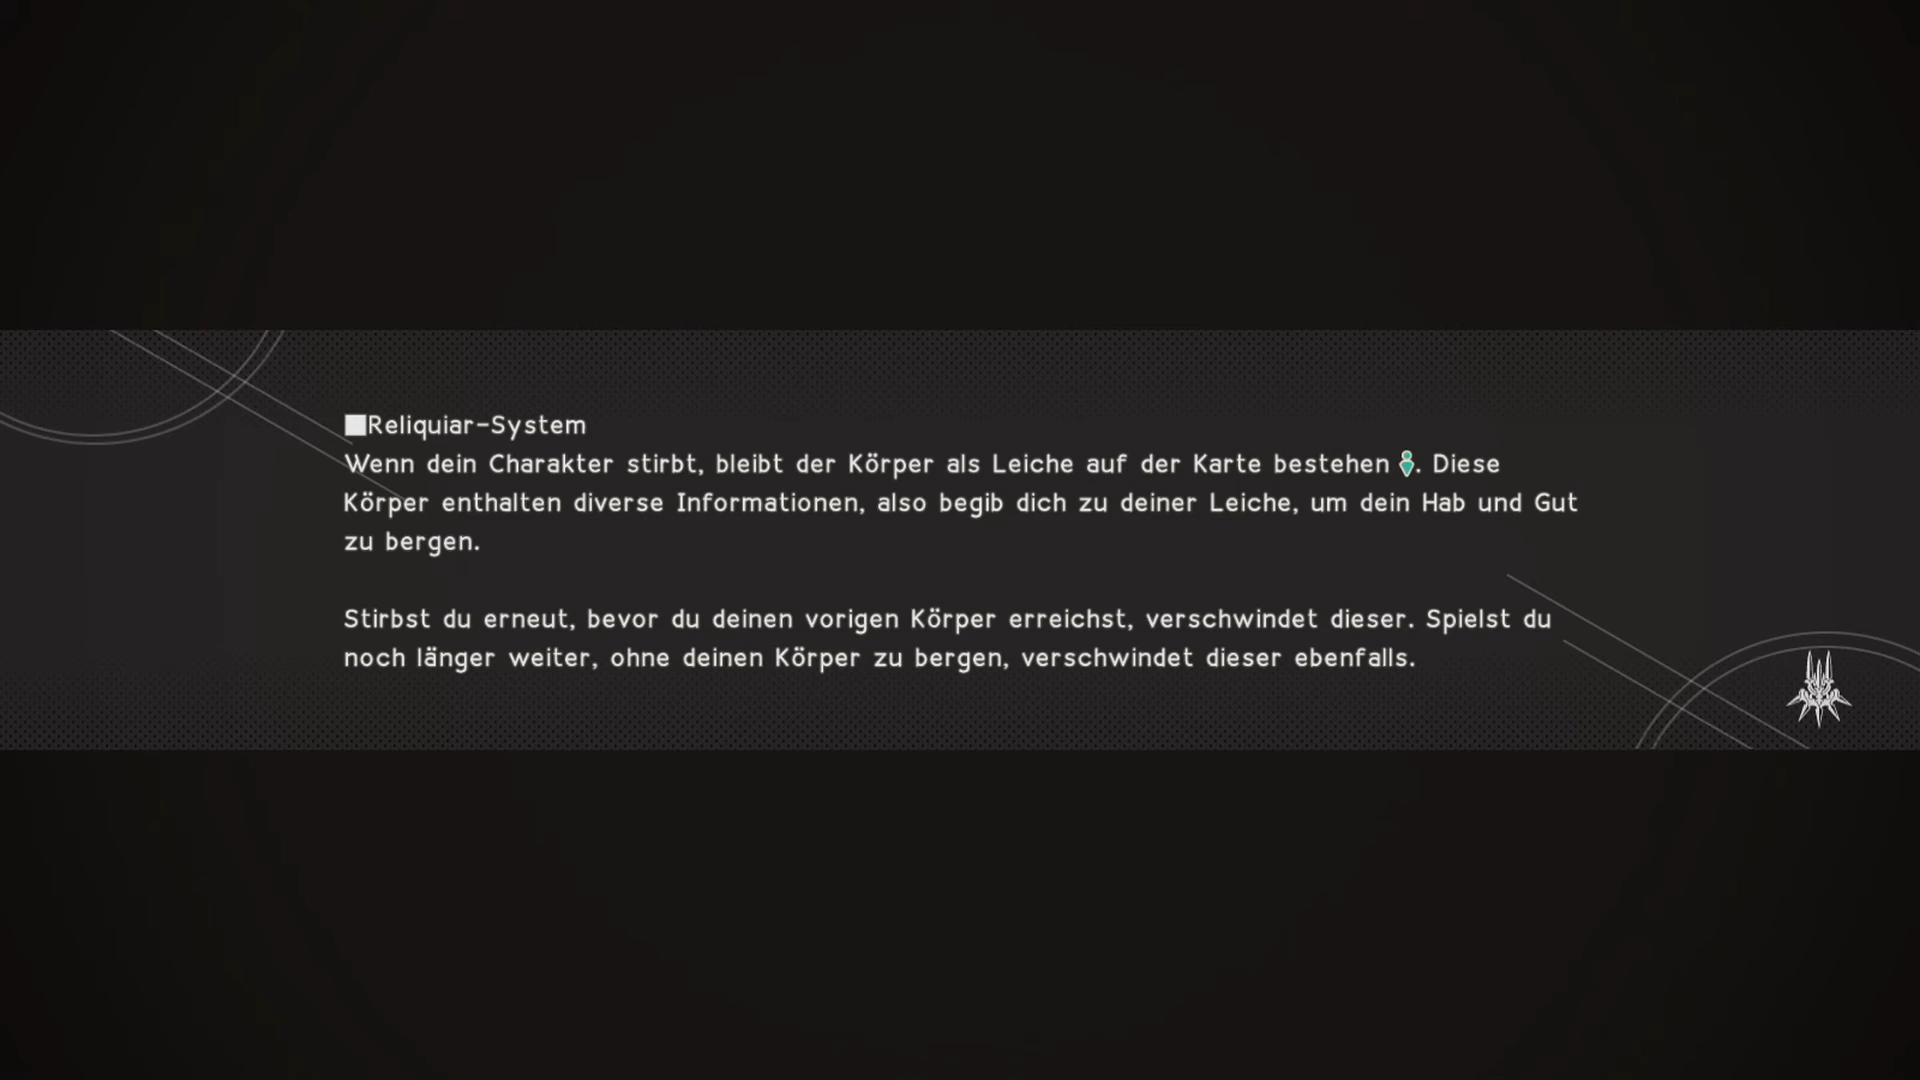 ■Reliquiar-System
Wenn dein Charakter stirbt, bleibt der Körper als Leiche auf der Karte bestehen . Diese
Körper enthalten diverse Informationen, also begib dich zu deiner Leiche, um dein Hab und Gut
zu bergen.
Stirbst du erneut, bevor du deinen vorigen Körper erreichst, verschwindet dieser. Spielst du
noch länger weiter, ohne deinen Körper zu bergen, verschwindet dieser ebenfalls.